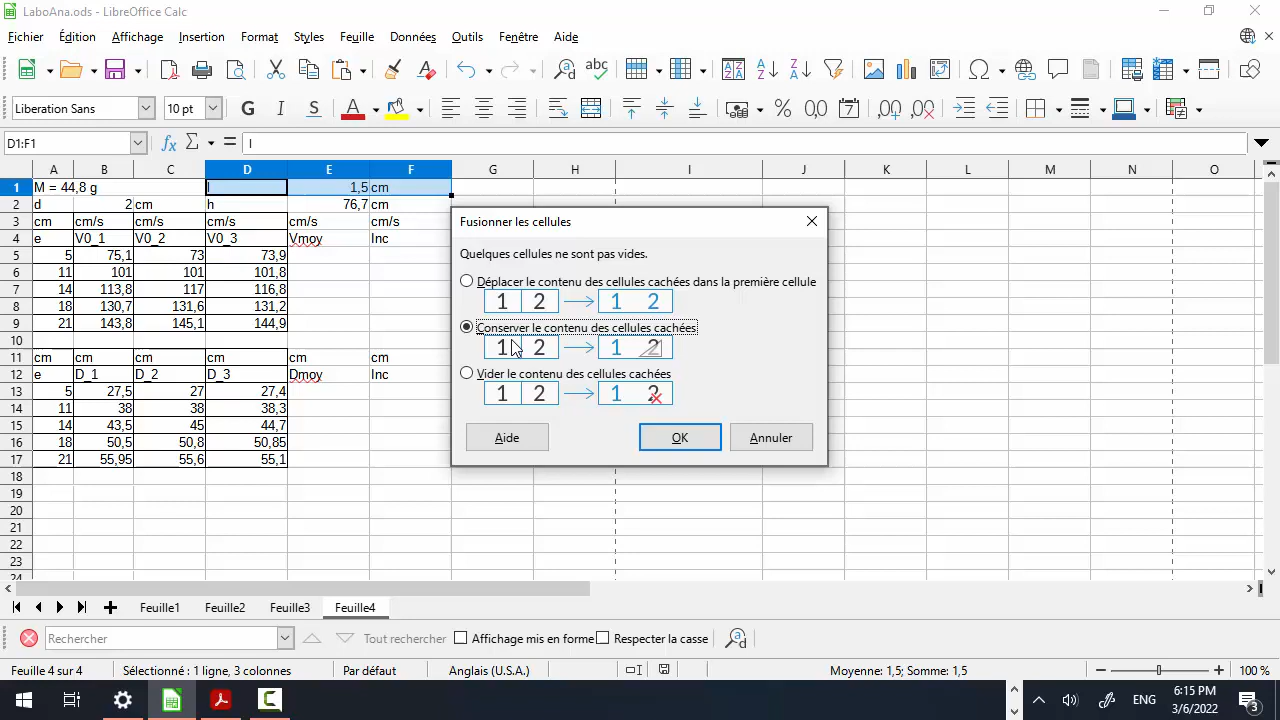 LaboAna.ods - LibreOffice Calc
Fichier Édition Affichage Insertion Format Styles Feuille Données Outils Fenêtre Aide
Liberation Sans 10 pt G I S
D1:F1 l
A B C D E F G H I J K L M N O
1 M = 44,8 g l 1,5 cm
2 d 2 cm h 76,7 cm
3 cm cm/s cm/s cm/s cm/s cm/s
4 e V0_1 V0_2 V0_3 Vmoy Inc
5 5 75,1 73 73,9
6 11 101 101 101,8
7 14 113,8 117 116,8
8 18 130,7 131,6 131,2
9 21 143,8 145,1 144,9
10
11 cm cm cm cm cm cm
12 e D_1 D_2 D_3 Dmoy Inc
13 5 27,5 27 27,4
14 11 38 38 38,3
15 14 43,5 45 44,7
16 18 50,5 50,8 50,85
17 21 55,95 55,6 55,1
18
19
20
21
22
23
24
Fusionner les cellules
Quelques cellules ne sont pas vides.
Déplacer le contenu des cellules cachées dans la première cellule
1 2 1 2
Conserver le contenu des cellules cachées
1 2 1 2
Vider le contenu des cellules cachées
1 2 1 2
Aide OK Annuler
Feuille1 Feuille2 Feuille3 Feuille4
Rechercher Tout rechercher Affichage mis en forme Respecter la casse
Feuille 4 sur 4 Sélectionné : 1 ligne, 3 colonnes Par défaut Anglais (U.S.A.) Moyenne: 1,5; Somme: 1,5 100 %
ENG 6:15 PM
3/6/2022 3